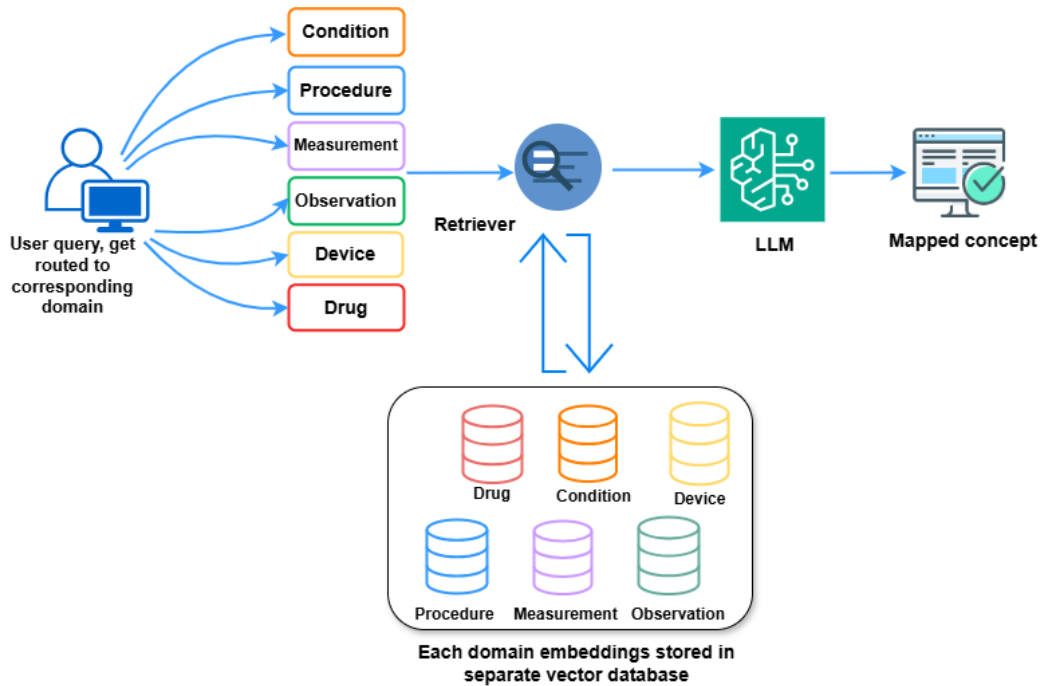 Condition
Procedure
Measurement
Observation
Device
Drug
User query, get
routed to
corresponding
domain
Retriever
LLM
Mapped concept
Drug
Condition
Device
Procedure
Measurement
Observation
Each domain embeddings stored in
separate vector database